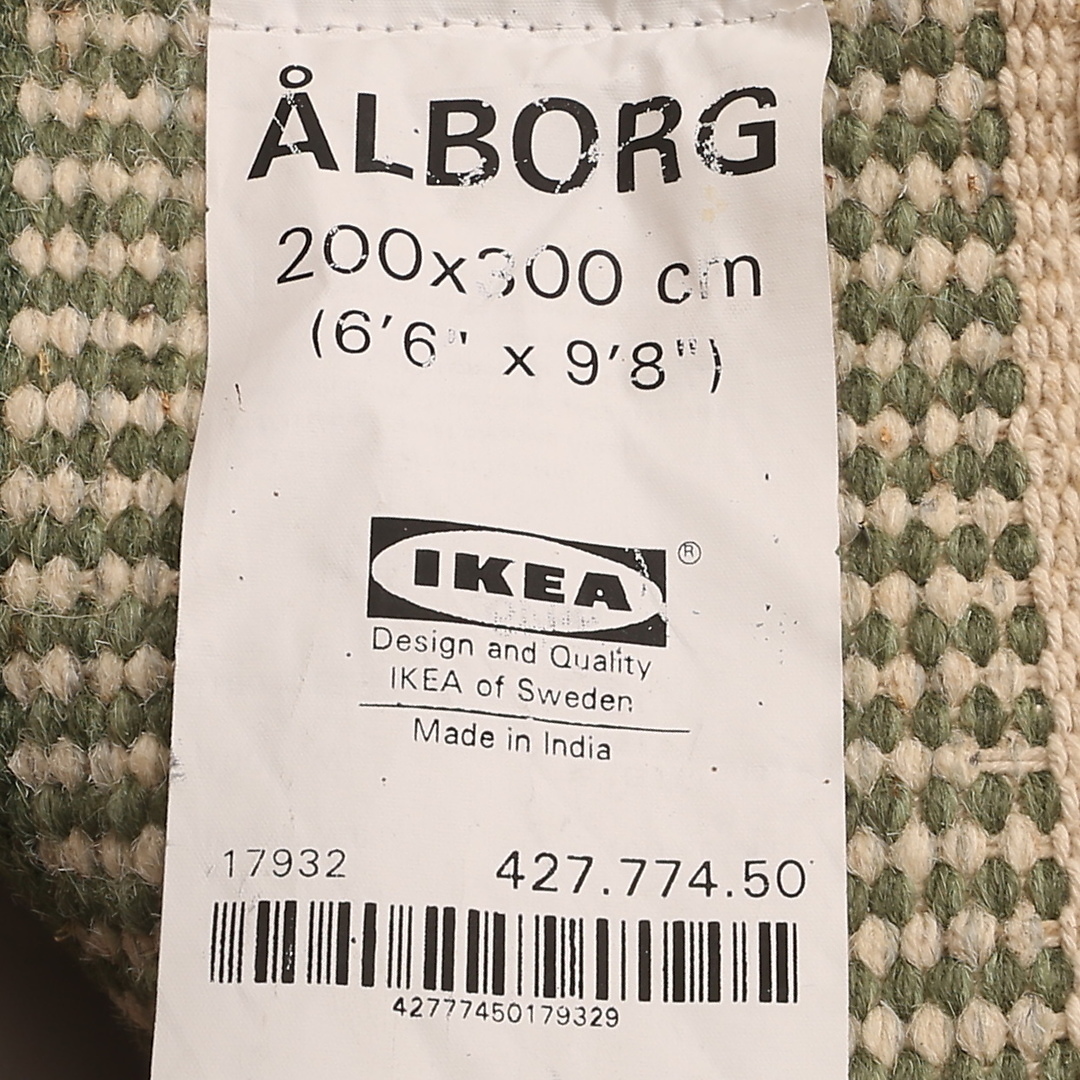 ÅLBORG
200x300 cm
(6'6" x 9'8")
IKEA ®
Design and Quality
IKEA of Sweden
Made in India
17932 427.774.50
42777450179329